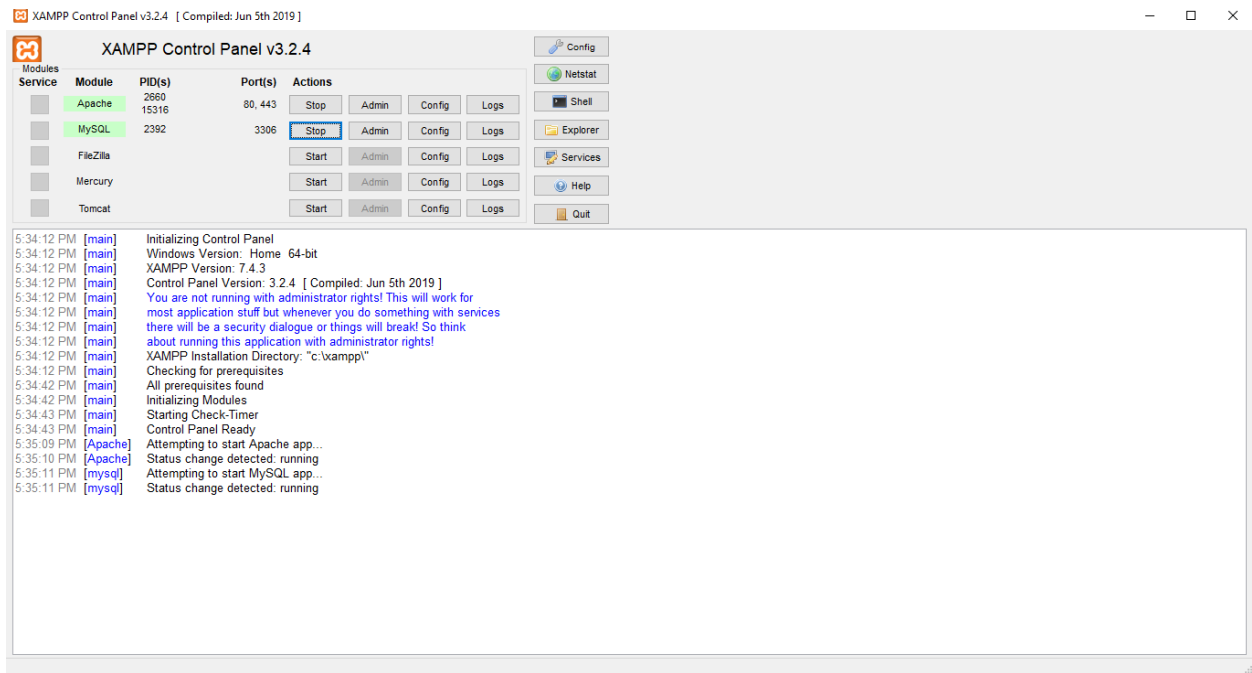 XAMPP Control Panel v3.2.4 [ Compiled: Jun 5th 2019 ]
XAMPP Control Panel v3.2.4
Config
Modules
Service Module PID(s) Port(s) Actions
Netstat
Apache 2660 15316 80, 443 Stop Admin Config Logs
Shell
MySQL 2392 3306 Stop Admin Config Logs
Explorer
FileZilla Start Admin Config Logs
Services
Mercury Start Admin Config Logs
Help
Tomcat Start Admin Config Logs
Quit
5:34:12 PM [main] Initializing Control Panel
5:34:12 PM [main] Windows Version: Home 64-bit
5:34:12 PM [main] XAMPP Version: 7.4.3
5:34:12 PM [main] Control Panel Version: 3.2.4 [ Compiled: Jun 5th 2019 ]
5:34:12 PM [main] You are not running with administrator rights! This will work for
5:34:12 PM [main] most application stuff but whenever you do something with services
5:34:12 PM [main] there will be a security dialogue or things will break! So think
5:34:12 PM [main] about running this application with administrator rights!
5:34:12 PM [main] XAMPP Installation Directory: "c:\xampp\"
5:34:12 PM [main] Checking for prerequisites
5:34:42 PM [main] All prerequisites found
5:34:42 PM [main] Initializing Modules
5:34:43 PM [main] Starting Check-Timer
5:34:43 PM [main] Control Panel Ready
5:35:09 PM [Apache] Attempting to start Apache app...
5:35:10 PM [Apache] Status change detected: running
5:35:11 PM [mysql] Attempting to start MySQL app...
5:35:11 PM [mysql] Status change detected: running